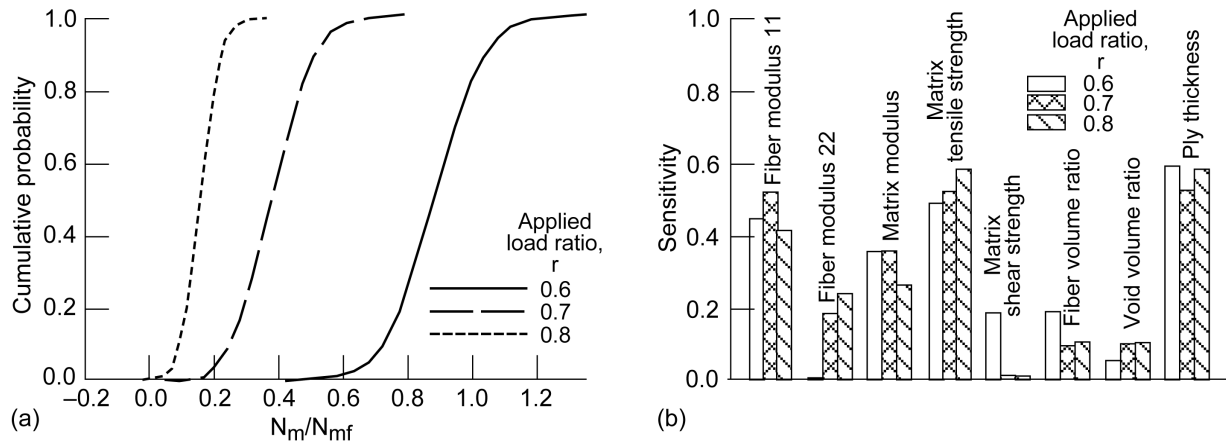 1.0
0.8
0.6
0.4
0.2
0.0
Cumulative probability
–0.2
0.0
0.2
0.4
0.6
0.8
1.0
1.2
Nm/Nmf
Applied
load ratio,
r
0.6
0.7
0.8
(a)
1.0
0.8
0.6
0.4
0.2
0.0
Sensitivity
Fiber modulus 11
Fiber modulus 22
Matrix modulus
Matrix
tensile strength
Matrix
shear strength
Fiber volume ratio
Void volume ratio
Ply thickness
Applied
load ratio,
r
0.6
0.7
0.8
(b)